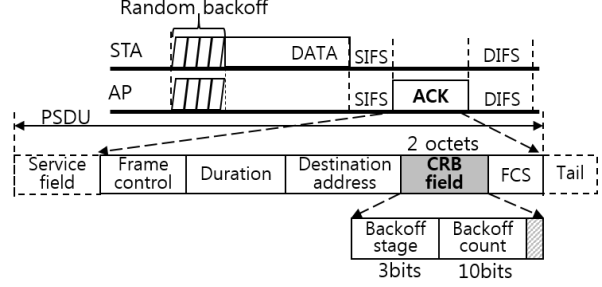 Random backoff
STA
DATA
SIFS
DIFS
AP
SIFS
ACK
DIFS
PSDU
2 octets
Service field
Frame control
Duration
Destination address
CRB field
FCS
Tail
Backoff stage
Backoff count
3bits
10bits